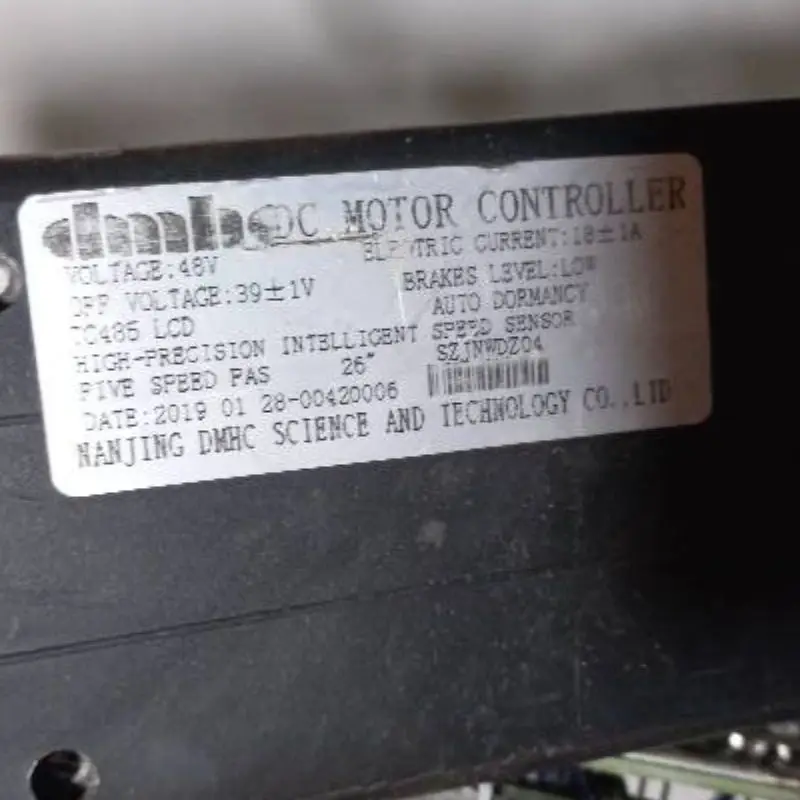 dmhc DC MOTOR CONTROLLER
VOLTAGE:48V ELECTRIC CURRENT:18±1A
OFF VOLTAGE:39±1V BRAKES LEVEL:LOW
TC485 LCD AUTO DORMANCY
HIGH-PRECISION INTELLIGENT SPEED SENSOR
FIVE SPEED PAS 26" SZJNWDZ04
DATE:2019 01 28-00420006
NANJING DMHC SCIENCE AND TECHNOLOGY CO.,LTD